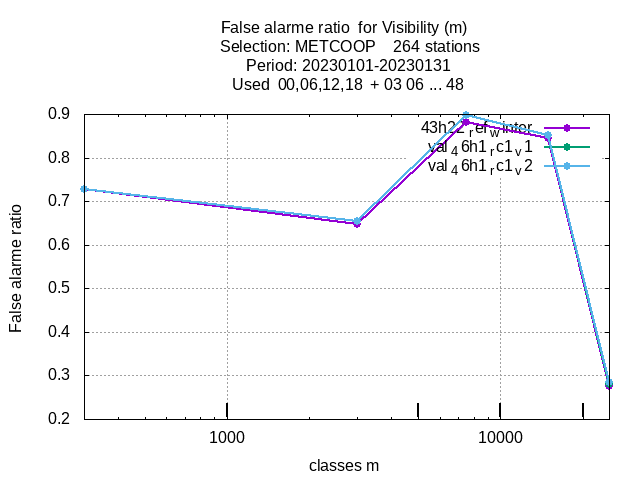 False alarme ratio  for Visibility (m)
Selection: METCOOP    264 stations
Period: 20230101-20230131
Used  00,06,12,18  + 03 06 ... 48
0.9
0.8
0.7
0.6
0.5
0.4
0.3
0.2
False alarme ratio
43h22_ref_winter
val_46h1_rc1_v1
val_46h1_rc1_v2
1000
10000
classes m